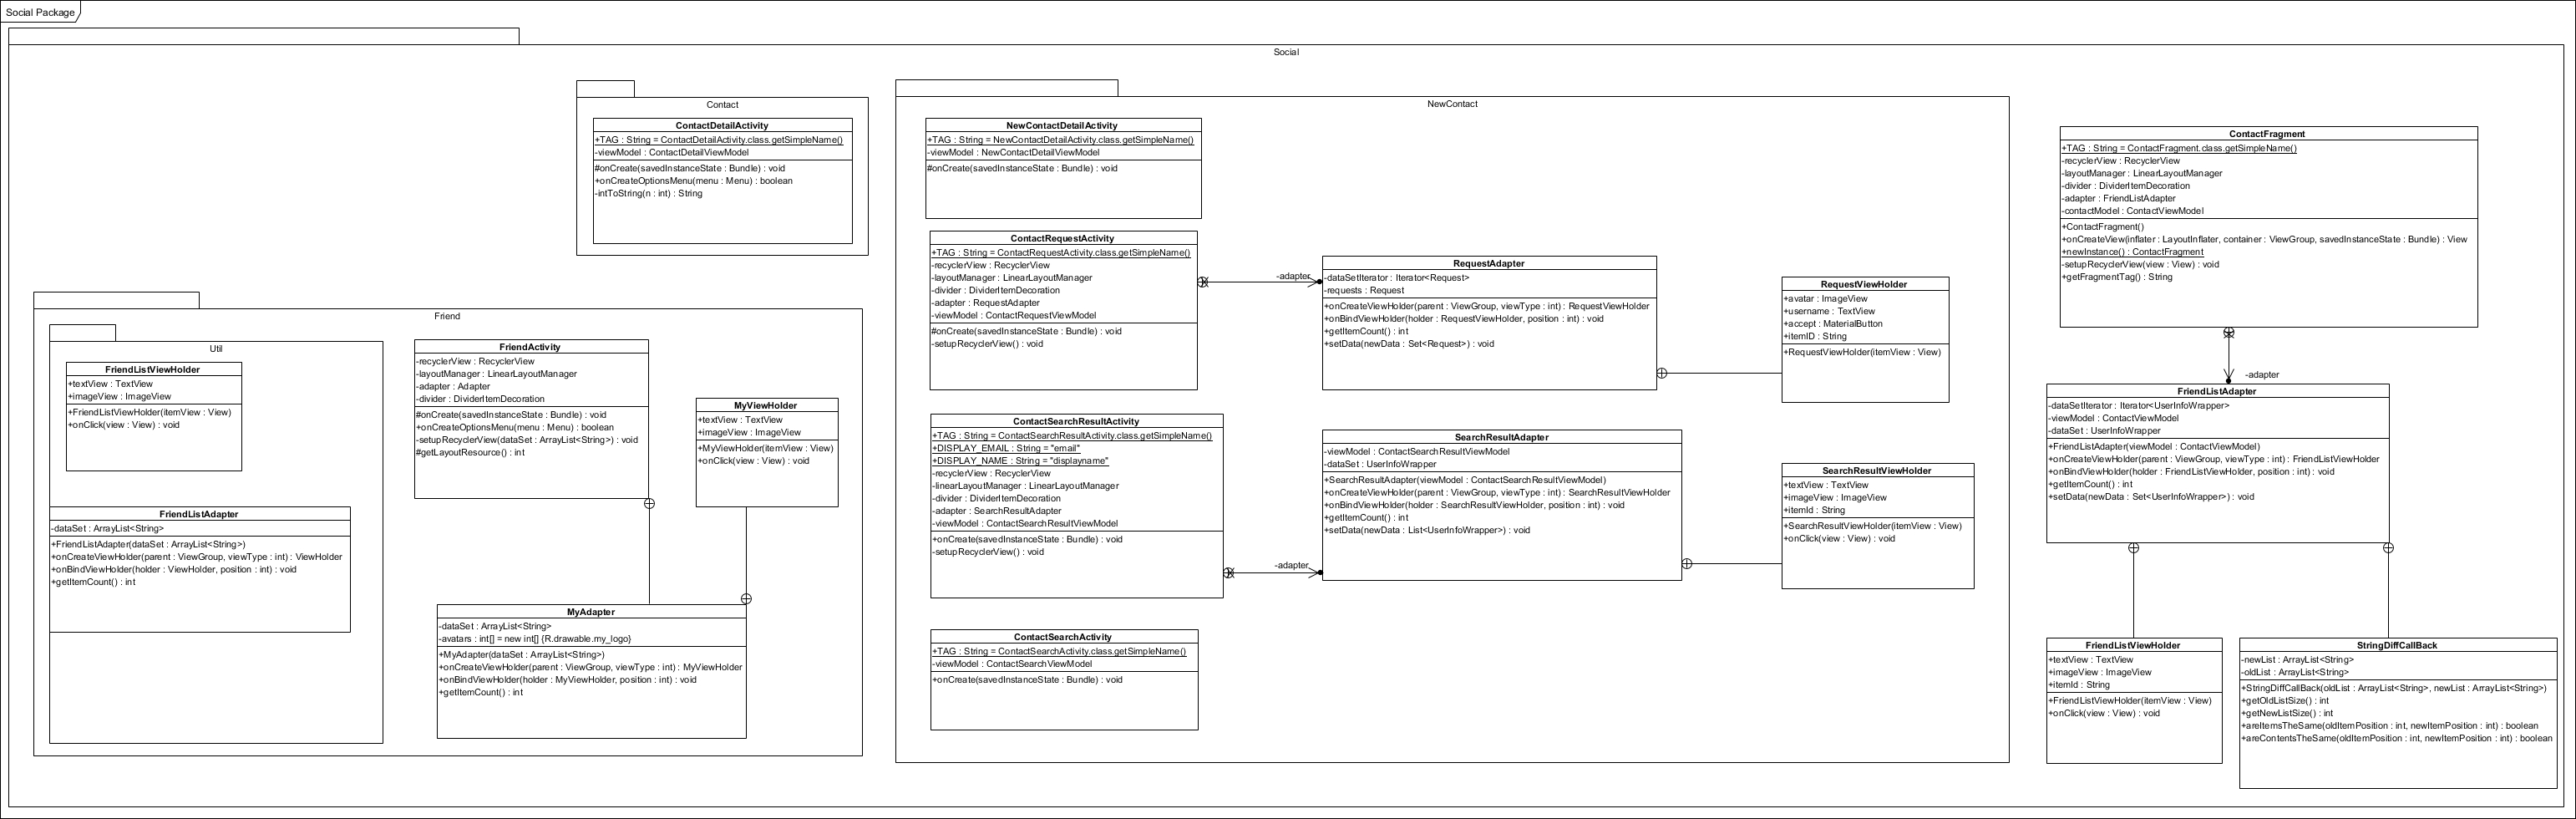 Social Package
Social
Contact
ContactDetailActivity
+TAG : String = ContactDetailActivity.class.getSimpleName()
-viewModel : ContactDetailViewModel
#onCreate(savedInstanceState : Bundle) : void
+onCreateOptionsMenu(menu : Menu) : boolean
-intToString(n : int) : String
Friend
Util
FriendListViewHolder
+textView : TextView
+imageView : ImageView
+FriendListViewHolder(itemView : View)
+onClick(view : View) : void
FriendListAdapter
-dataSet : ArrayList<String>
+FriendListAdapter(dataSet : ArrayList<String>)
+onCreateViewHolder(parent : ViewGroup, viewType : int) : ViewHolder
+onBindViewHolder(holder : ViewHolder, position : int) : void
+getItemCount() : int
FriendActivity
-recyclerView : RecyclerView
-layoutManager : LinearLayoutManager
-adapter : Adapter
-divider : DividerItemDecoration
#onCreate(savedInstanceState : Bundle) : void
+onCreateOptionsMenu(menu : Menu) : boolean
-setupRecyclerView(dataSet : ArrayList<String>) : void
#getLayoutResource() : int
MyViewHolder
+textView : TextView
+imageView : ImageView
+MyViewHolder(itemView : View)
+onClick(view : View) : void
MyAdapter
-dataSet : ArrayList<String>
-avatars : int[] = new int[] {R.drawable.my_logo}
+MyAdapter(dataSet : ArrayList<String>)
+onCreateViewHolder(parent : ViewGroup, viewType : int) : MyViewHolder
+onBindViewHolder(holder : MyViewHolder, position : int) : void
+getItemCount() : int
NewContact
NewContactDetailActivity
+TAG : String = NewContactDetailActivity.class.getSimpleName()
-viewModel : NewContactDetailViewModel
#onCreate(savedInstanceState : Bundle) : void
ContactRequestActivity
+TAG : String = ContactRequestActivity.class.getSimpleName()
-recyclerView : RecyclerView
-layoutManager : LinearLayoutManager
-divider : DividerItemDecoration
-adapter : RequestAdapter
-viewModel : ContactRequestViewModel
#onCreate(savedInstanceState : Bundle) : void
-setupRecyclerView() : void
-adapter
RequestAdapter
-dataSetIterator : Iterator<Request>
-requests : Request
+onCreateViewHolder(parent : ViewGroup, viewType : int) : RequestViewHolder
+onBindViewHolder(holder : RequestViewHolder, position : int) : void
+getItemCount() : int
+setData(newData : Set<Request>) : void
RequestViewHolder
+avatar : ImageView
+username : TextView
+accept : MaterialButton
+itemID : String
+RequestViewHolder(itemView : View)
ContactSearchResultActivity
+TAG : String = ContactSearchResultActivity.class.getSimpleName()
+DISPLAY_EMAIL : String = "email"
+DISPLAY_NAME : String = "displayname"
-recyclerView : RecyclerView
-linearLayoutManager : LinearLayoutManager
-divider : DividerItemDecoration
-adapter : SearchResultAdapter
-viewModel : ContactSearchResultViewModel
+onCreate(savedInstanceState : Bundle) : void
-setupRecyclerView() : void
-adapter
SearchResultAdapter
-viewModel : ContactSearchResultViewModel
-dataSet : UserInfoWrapper
+SearchResultAdapter(viewModel : ContactSearchResultViewModel)
+onCreateViewHolder(parent : ViewGroup, viewType : int) : SearchResultViewHolder
+onBindViewHolder(holder : SearchResultViewHolder, position : int) : void
+getItemCount() : int
+setData(newData : List<UserInfoWrapper>) : void
SearchResultViewHolder
+textView : TextView
+imageView : ImageView
+itemId : String
+SearchResultViewHolder(itemView : View)
+onClick(view : View) : void
ContactSearchActivity
+TAG : String = ContactSearchActivity.class.getSimpleName()
-viewModel : ContactSearchViewModel
+onCreate(savedInstanceState : Bundle) : void
ContactFragment
+TAG : String = ContactFragment.class.getSimpleName()
-recyclerView : RecyclerView
-layoutManager : LinearLayoutManager
-divider : DividerItemDecoration
-adapter : FriendListAdapter
-contactModel : ContactViewModel
+ContactFragment()
+onCreateView(inflater : LayoutInflater, container : ViewGroup, savedInstanceState : Bundle) : View
+newInstance() : ContactFragment
-setupRecyclerView(view : View) : void
+getFragmentTag() : String
-adapter
FriendListAdapter
-dataSetIterator : Iterator<UserInfoWrapper>
-viewModel : ContactViewModel
-dataSet : UserInfoWrapper
+FriendListAdapter(viewModel : ContactViewModel)
+onCreateViewHolder(parent : ViewGroup, viewType : int) : FriendListViewHolder
+onBindViewHolder(holder : FriendListViewHolder, position : int) : void
+getItemCount() : int
+setData(newData : Set<UserInfoWrapper>) : void
FriendListViewHolder
+textView : TextView
+imageView : ImageView
+itemId : String
+FriendListViewHolder(itemView : View)
+onClick(view : View) : void
StringDiffCallBack
-newList : ArrayList<String>
-oldList : ArrayList<String>
+StringDiffCallBack(oldList : ArrayList<String>, newList : ArrayList<String>)
+getOldListSize() : int
+getNewListSize() : int
+areItemsTheSame(oldItemPosition : int, newItemPosition : int) : boolean
+areContentsTheSame(oldItemPosition : int, newItemPosition : int) : boolean